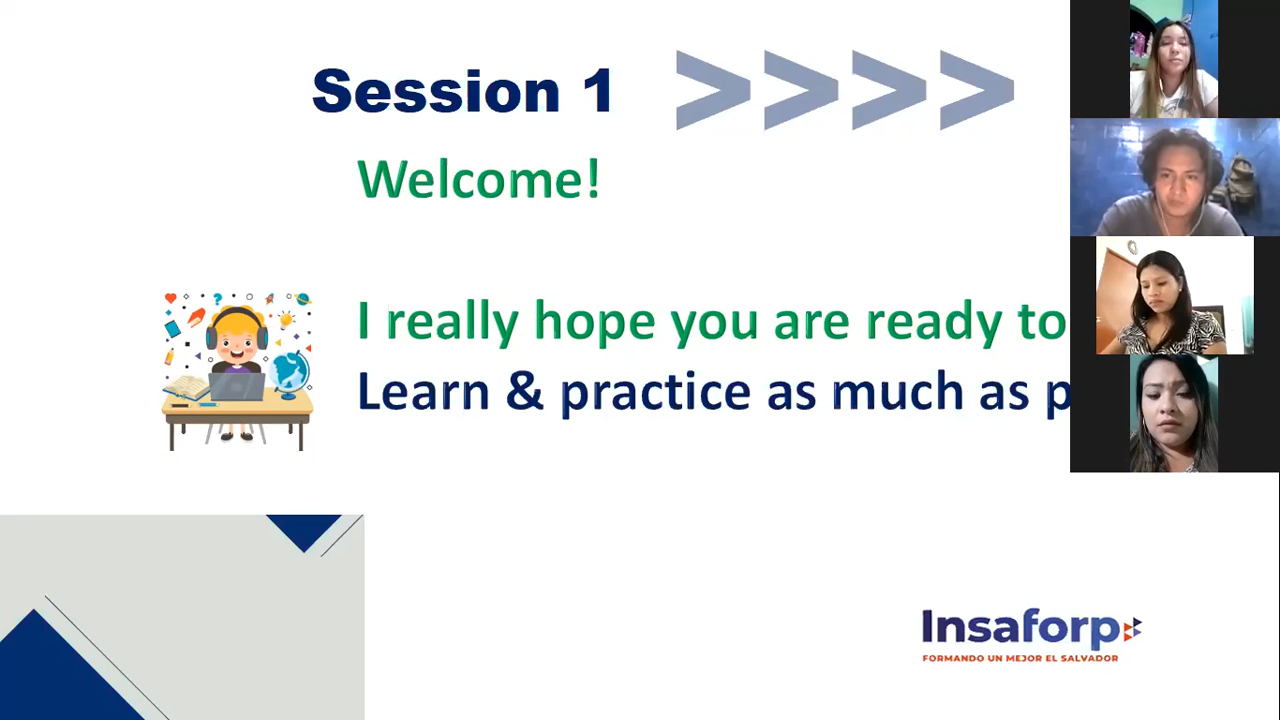 Session 1 >>>>
Welcome!
I really hope you are ready to
Learn & practice as much as p
Insaforp
FORMANDO UN MEJOR EL SALVADOR